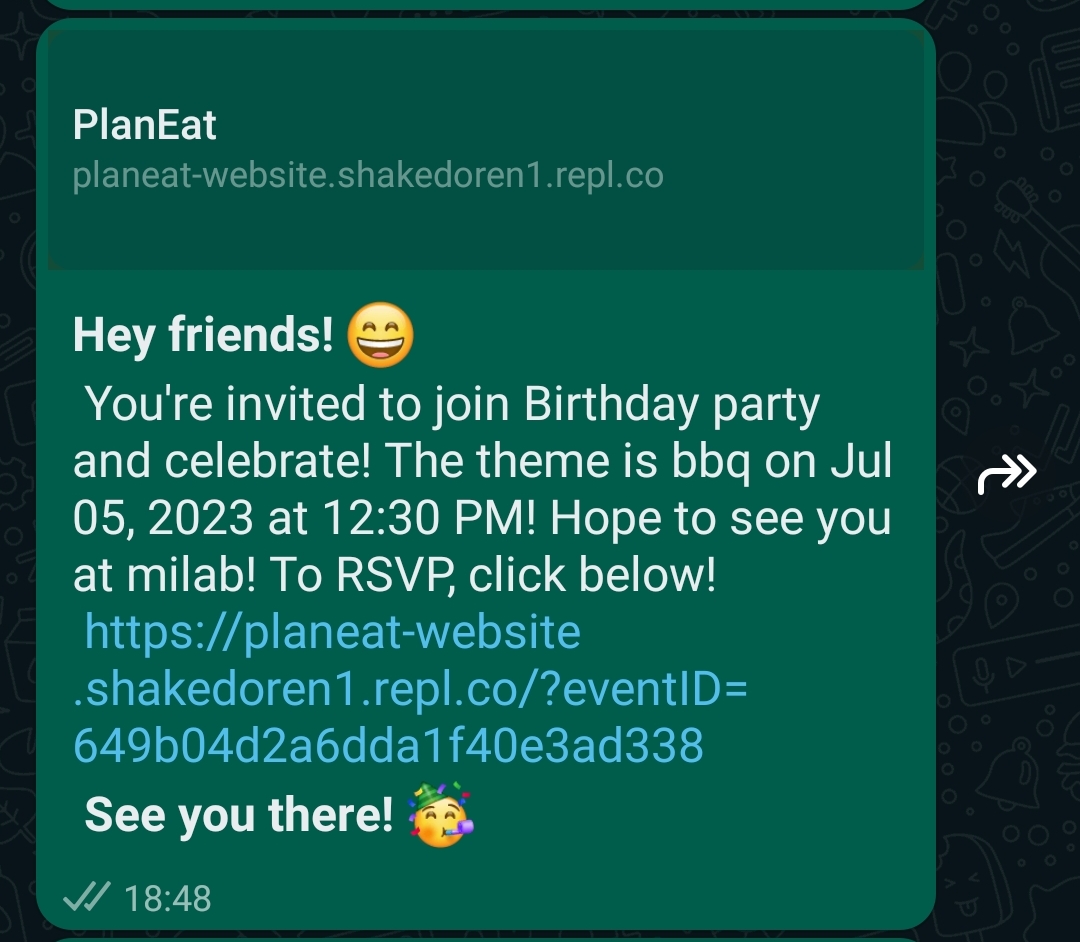 PlanEat
planeat-website.shakedoren1.repl.co
Hey friends! 😄
You're invited to join Birthday party
and celebrate! The theme is bbq on Jul
05, 2023 at 12:30 PM! Hope to see you
at milab! To RSVP, click below!
https://planeat-website
.shakedoren1.repl.co/?eventID=
649b04d2a6dda1f40e3ad338
See you there! 🥳
18:48